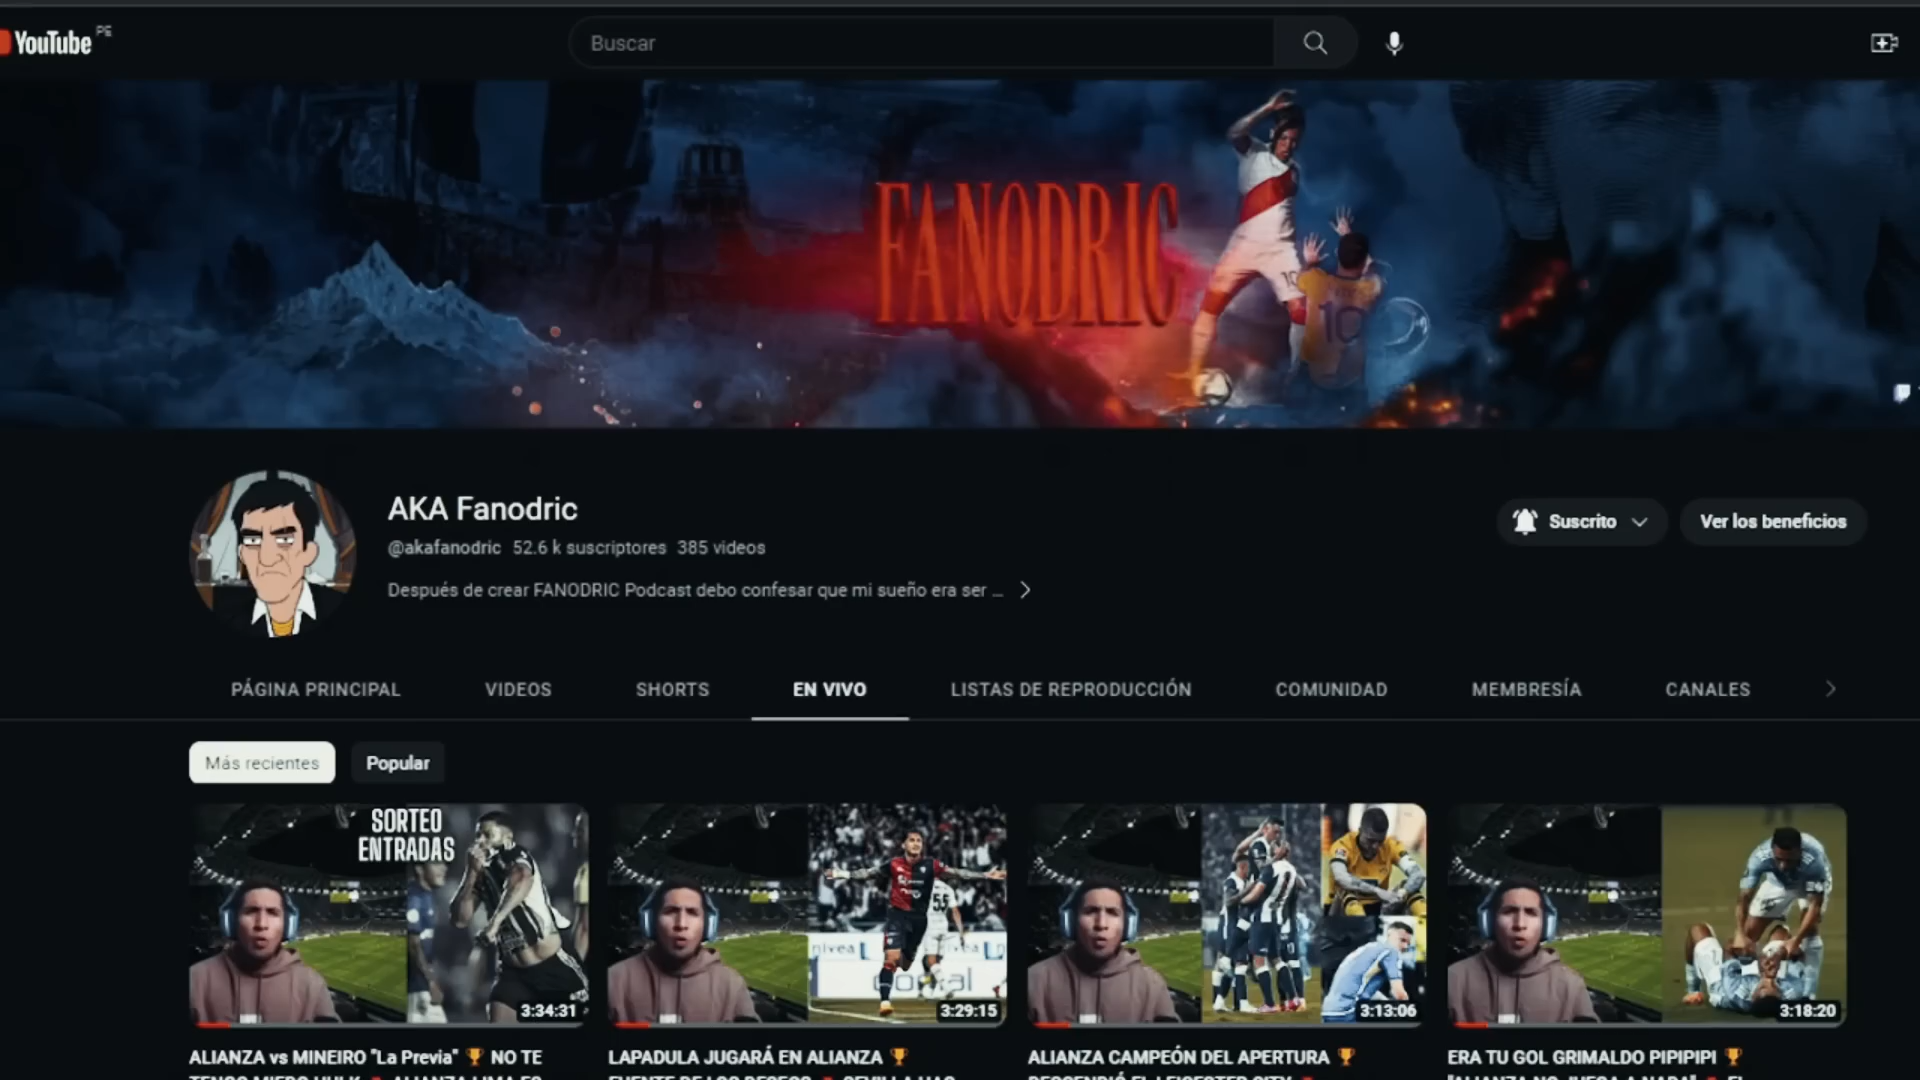 YouTube PE
Buscar
FANODRIC
10
AKA Fanodric
@akafanodric 52.6 k suscriptores 385 videos
Después de crear FANODRIC Podcast debo confesar que mi sueño era ser ...
Suscrito
Ver los beneficios
PÁGINA PRINCIPAL VIDEOS SHORTS EN VIVO LISTAS DE REPRODUCCIÓN COMUNIDAD MEMBRESÍA CANALES
Más recientes Popular
SORTEO
ENTRADAS
3:34:31
nivea
3:29:15
3:13:06
3:18:20
ALIANZA vs MINEIRO "La Previa" 🏆 NO TE
LAPADULA JUGARÁ EN ALIANZA 🏆
ALIANZA CAMPEÓN DEL APERTURA 🏆
ERA TU GOL GRIMALDO PIPIPIPI 🏆